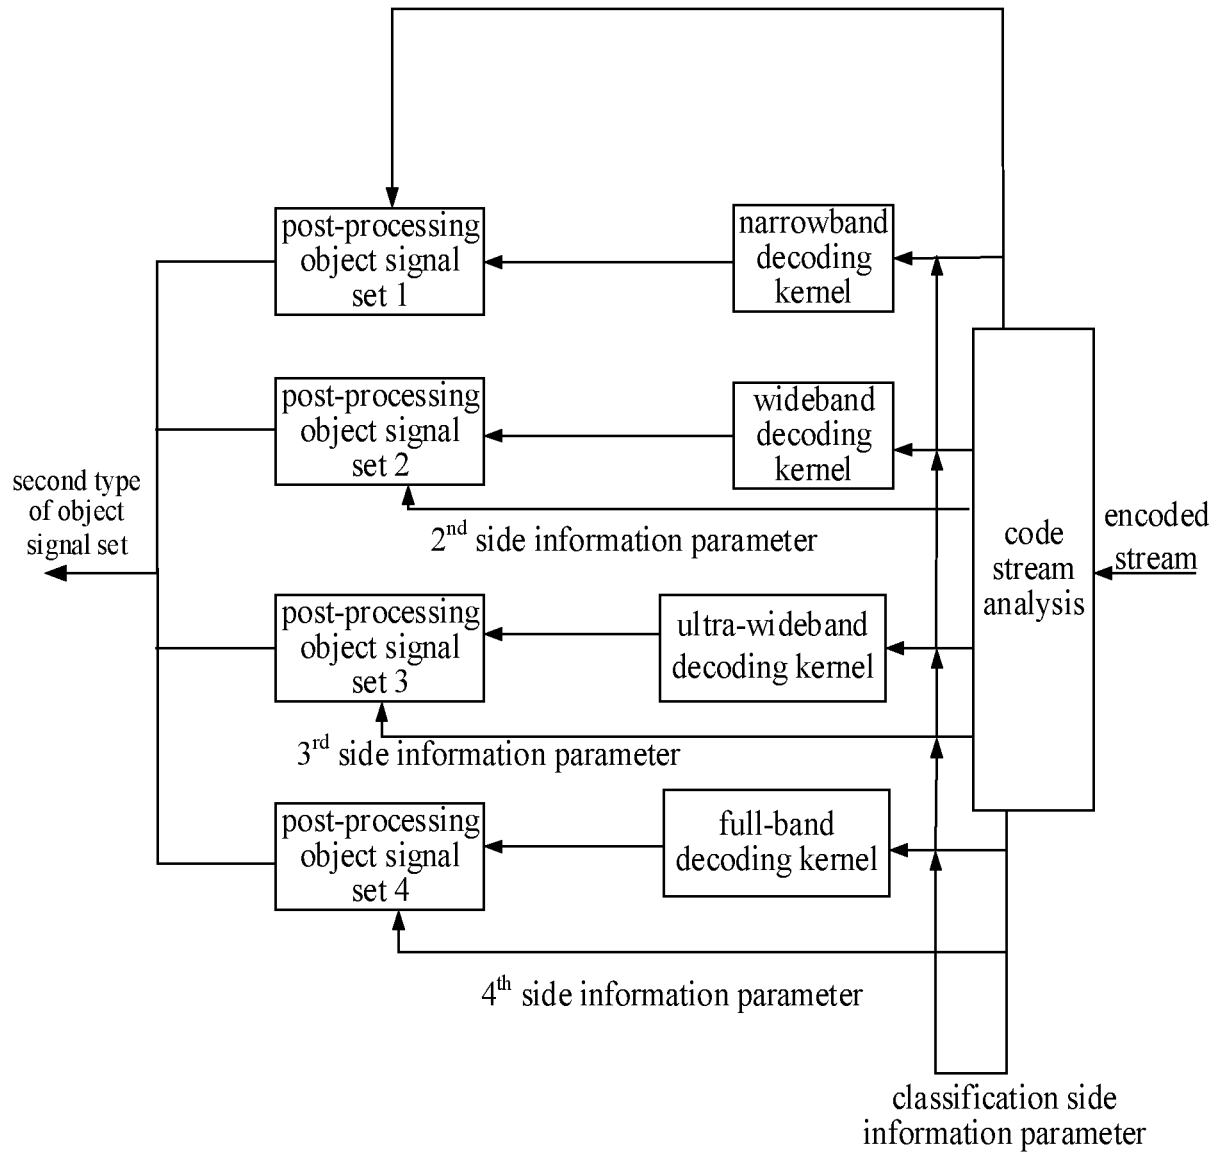 post-processing
object signal
set 1
narrowband
decoding
kernel
post-processing
object signal
set 2
wideband
decoding
kernel
second type
of object
signal set
2nd side information parameter
encoded
stream
code
stream
analysis
post-processing
object signal
set 3
ultra-wideband
decoding kernel
3rd side information parameter
post-processing
object signal
set 4
full-band
decoding kernel
4th side information parameter
classification side
information parameter